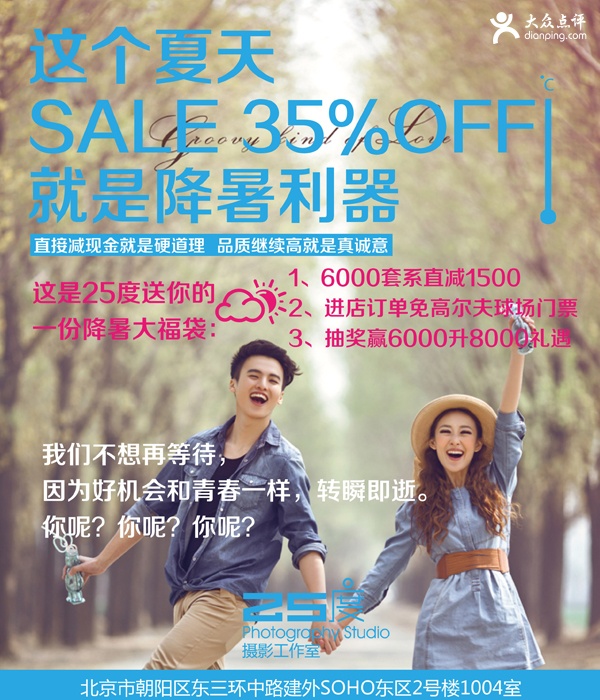 大众点评
dianping.com
这个夏天
SALE 35%OFF
℃
Groovy kind of Love
就是降暑利器
直接减现金就是硬道理 品质继续高就是真诚意
这是25度送你的
一份降暑大福袋：
1、6000套系直减1500
2、进店订单免高尔夫球场门票
3、抽奖赢6000升8000礼遇
我们不想再等待，
因为好机会和青春一样，转瞬即逝。
你呢？你呢？你呢？
25度
Photography Studio
摄影工作室
北京市朝阳区东三环中路建外SOHO东区2号楼1004室